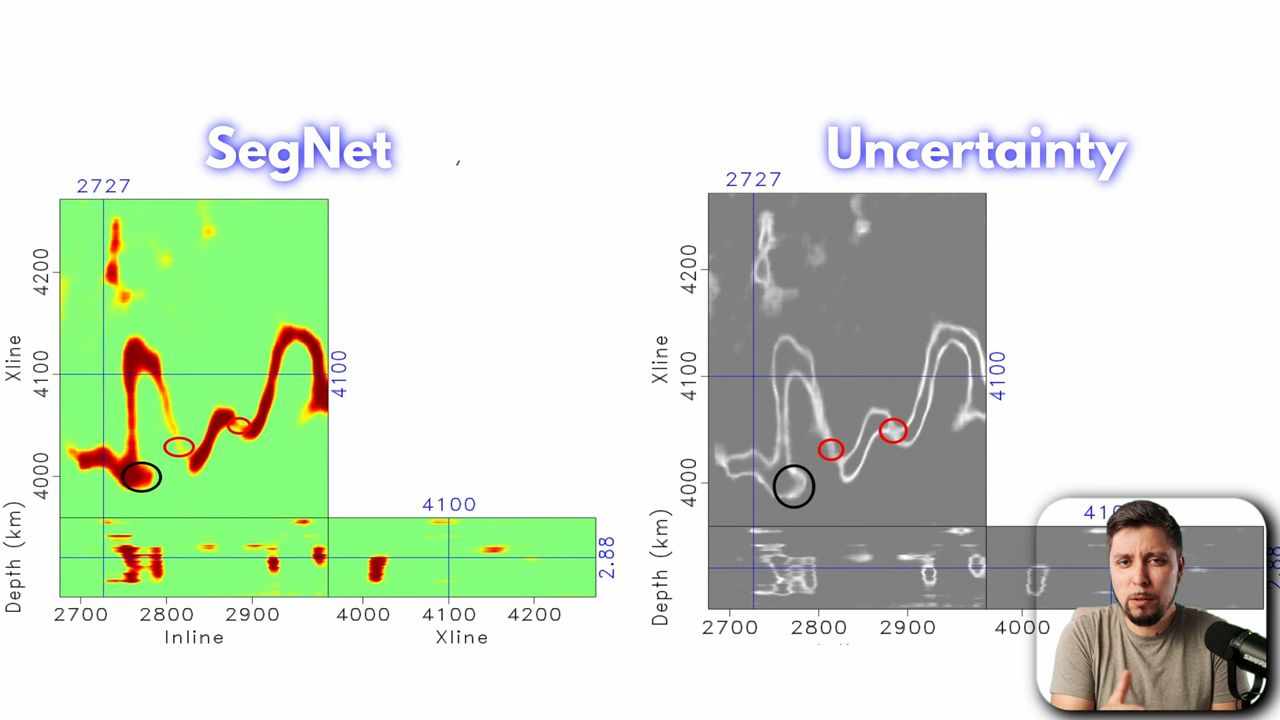 SegNet
2727
Xline
4200
4100
4000
4100
Depth (km)
4100
2.88
2700 2800 2900 4000 4100 4200
Inline Xline
Uncertainty
2727
Xline
4200
4100
4000
4100
Depth (km)
2700 2800 2900 4000